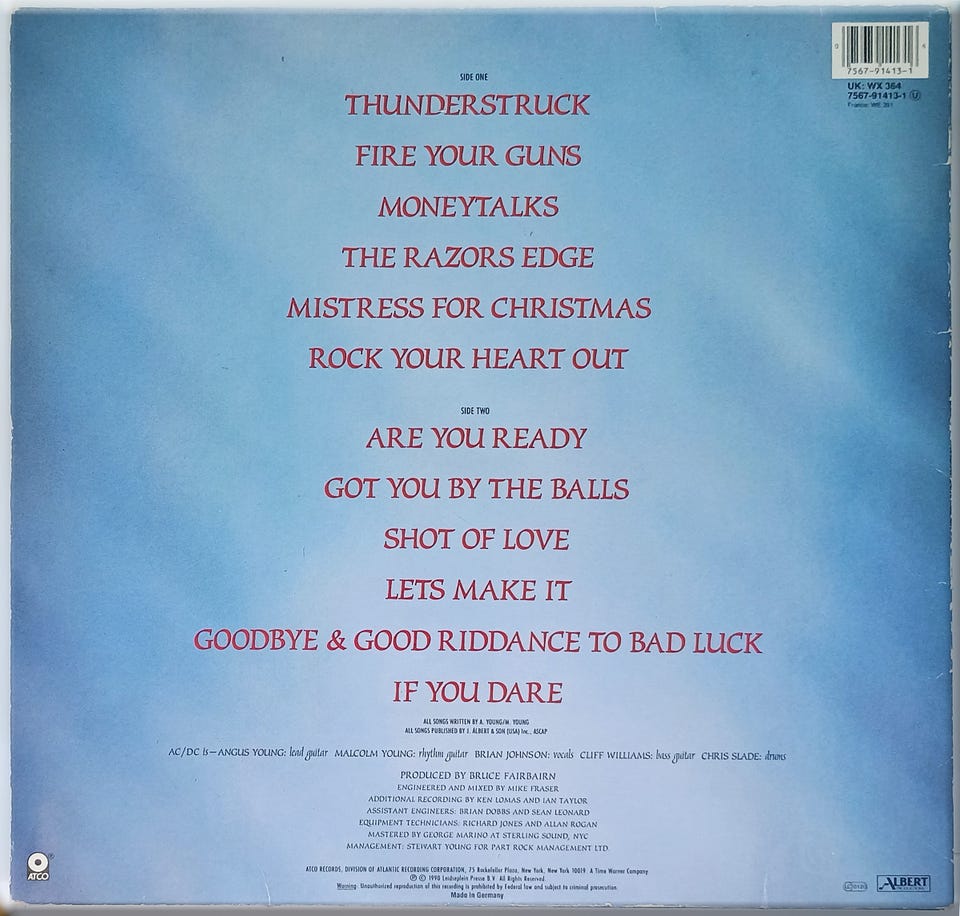 0
7567-91413-1
UK: WX 364
7567-91413-1 Ⓤ
SIDE ONE
THUNDERSTRUCK
FIRE YOUR GUNS
MONEYTALKS
THE RAZORS EDGE
MISTRESS FOR CHRISTMAS
ROCK YOUR HEART OUT
SIDE TWO
ARE YOU READY
GOT YOU BY THE BALLS
SHOT OF LOVE
LETS MAKE IT
GOODBYE & GOOD RIDDANCE TO BAD LUCK
IF YOU DARE
ALL SONGS WRITTEN BY A. YOUNG/M. YOUNG
ALL SONGS PUBLISHED BY J. ALBERT & SON (USA) Inc., ASCAP
AC/DC is—ANGUS YOUNG: lead guitar MALCOLM YOUNG: rhythm guitar BRIAN JOHNSON: vocals CLIFF WILLIAMS: bass guitar CHRIS SLADE: drums
PRODUCED BY BRUCE FAIRBAIRN
ENGINEERED AND MIXED BY MIKE FRASER
ADDITIONAL RECORDING BY KEN LOMAS AND IAN TAYLOR
ASSISTANT ENGINEERS: BRIAN DOBBS AND SEAN LEONARD
EQUIPMENT TECHNICIANS: RICHARD JONES AND ALLAN ROGAN
MASTERED BY GEORGE MARINO AT STERLING SOUND, NYC
MANAGEMENT: STEWART YOUNG FOR PART ROCK MANAGEMENT LTD.
ATCO RECORDS, DIVISION OF ATLANTIC RECORDING CORPORATION, 75 Rockefeller Plaza, New York, New York 10019. A Time Warner Company
℗ © 1990 Leidseplein Presse B.V. All Rights Reserved.
Warning: Unauthorized reproduction of this recording is prohibited by Federal law and subject to criminal prosecution.
Made in Germany
ATCO
ALBERT